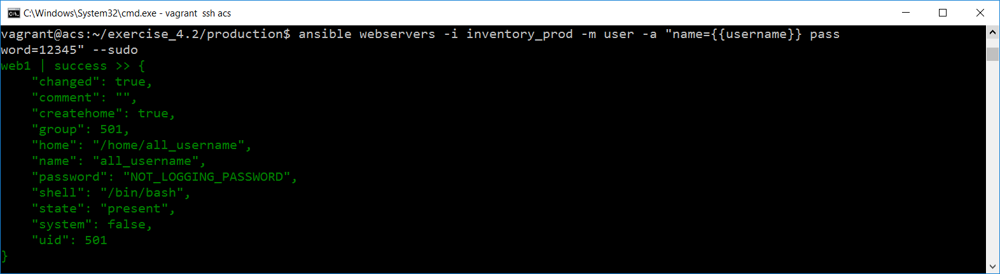 C:\Windows\System32\cmd.exe - vagrant  ssh acs
vagrant@acs:~/exercise_4.2/production$ ansible webservers -i inventory_prod -m user -a "name={{username}} pass
word=12345" --sudo
web1 | success >> {
    "changed": true,
    "comment": "",
    "createhome": true,
    "group": 501,
    "home": "/home/all_username",
    "name": "all_username",
    "password": "NOT_LOGGING_PASSWORD",
    "shell": "/bin/bash",
    "state": "present",
    "system": false,
    "uid": 501
}